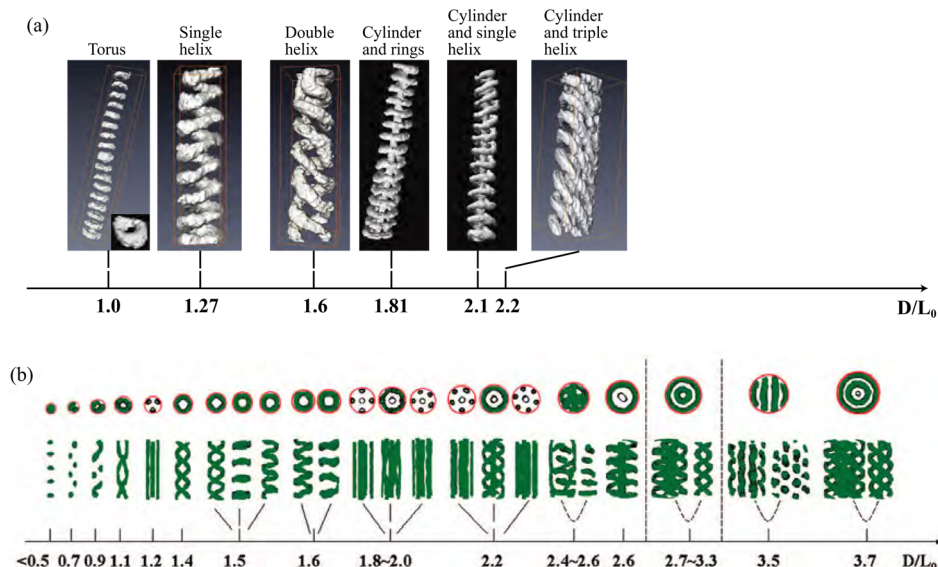 (a)
Torus
Single
helix
Double
helix
Cylinder
and rings
Cylinder
and single
helix
Cylinder
and triple
helix
1.0 1.27 1.6 1.81 2.1 2.2 D/L₀
(b)
<0.5 0.7 0.9 1.1 1.2 1.4 1.5 1.6 1.8~2.0 2.2 2.4~2.6 2.6 2.7~3.3 3.5 3.7 D/L₀